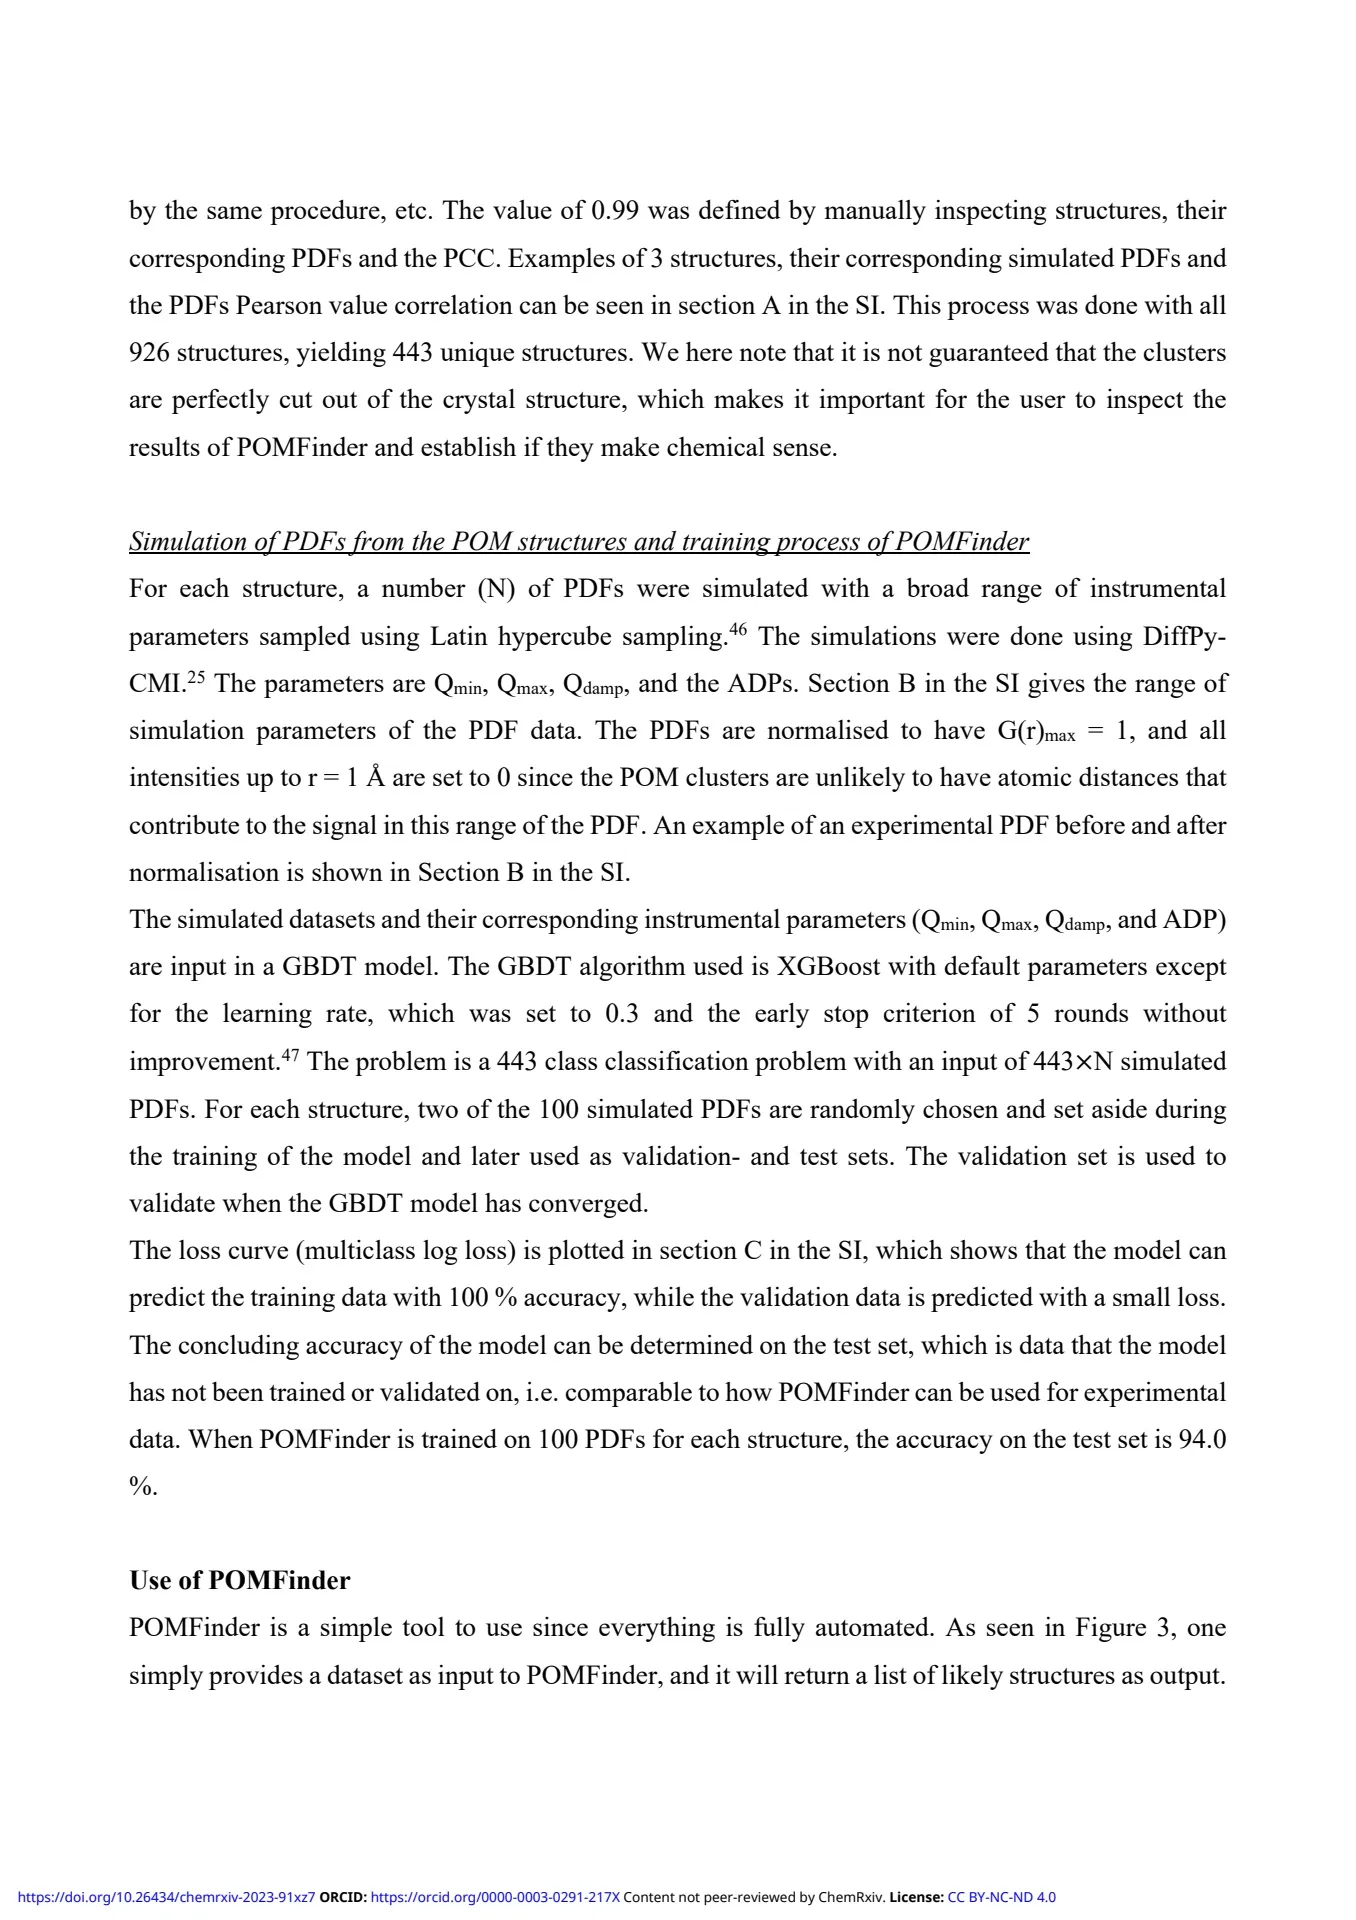 by the same procedure, etc. The value of 0.99 was defined by manually inspecting structures, their
corresponding PDFs and the PCC. Examples of 3 structures, their corresponding simulated PDFs and
the PDFs Pearson value correlation can be seen in section A in the SI. This process was done with all
926 structures, yielding 443 unique structures. We here note that it is not guaranteed that the clusters
are perfectly cut out of the crystal structure, which makes it important for the user to inspect the
results of POMFinder and establish if they make chemical sense.
Simulation of PDFs from the POM structures and training process of POMFinder
For each structure, a number (N) of PDFs were simulated with a broad range of instrumental
parameters sampled using Latin hypercube sampling.46 The simulations were done using DiffPy-
CMI.25 The parameters are Qmin, Qmax, Qdamp, and the ADPs. Section B in the SI gives the range of
simulation parameters of the PDF data. The PDFs are normalised to have G(r)max = 1, and all
intensities up to r = 1 Å are set to 0 since the POM clusters are unlikely to have atomic distances that
contribute to the signal in this range of the PDF. An example of an experimental PDF before and after
normalisation is shown in Section B in the SI.
The simulated datasets and their corresponding instrumental parameters (Qmin, Qmax, Qdamp, and ADP)
are input in a GBDT model. The GBDT algorithm used is XGBoost with default parameters except
for the learning rate, which was set to 0.3 and the early stop criterion of 5 rounds without
improvement.47 The problem is a 443 class classification problem with an input of 443×N simulated
PDFs. For each structure, two of the 100 simulated PDFs are randomly chosen and set aside during
the training of the model and later used as validation- and test sets. The validation set is used to
validate when the GBDT model has converged.
The loss curve (multiclass log loss) is plotted in section C in the SI, which shows that the model can
predict the training data with 100 % accuracy, while the validation data is predicted with a small loss.
The concluding accuracy of the model can be determined on the test set, which is data that the model
has not been trained or validated on, i.e. comparable to how POMFinder can be used for experimental
data. When POMFinder is trained on 100 PDFs for each structure, the accuracy on the test set is 94.0
%.
Use of POMFinder
POMFinder is a simple tool to use since everything is fully automated. As seen in Figure 3, one
simply provides a dataset as input to POMFinder, and it will return a list of likely structures as output.
https://doi.org/10.26434/chemrxiv-2023-91xz7 ORCID: https://orcid.org/0000-0003-0291-217X Content not peer-reviewed by ChemRxiv. License: CC BY-NC-ND 4.0